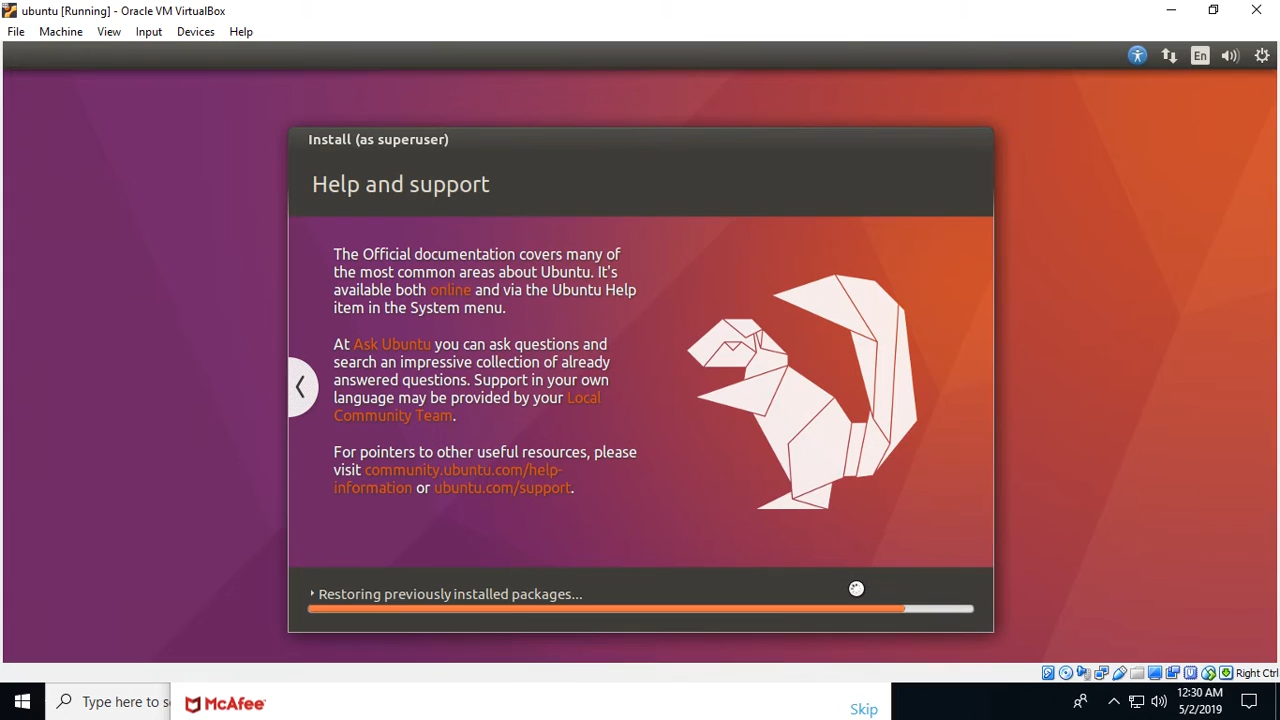 ubuntu [Running] - Oracle VM VirtualBox
File Machine View Input Devices Help
En
Install (as superuser)
Help and support
The Official documentation covers many of
the most common areas about Ubuntu. It's
available both online and via the Ubuntu Help
item in the System menu.
At Ask Ubuntu you can ask questions and
search an impressive collection of already
answered questions. Support in your own
language may be provided by your Local
Community Team.
For pointers to other useful resources, please
visit community.ubuntu.com/help-
information or ubuntu.com/support.
Restoring previously installed packages...
Right Ctrl
Type here to s
McAfee
Skip
12:30 AM
5/2/2019